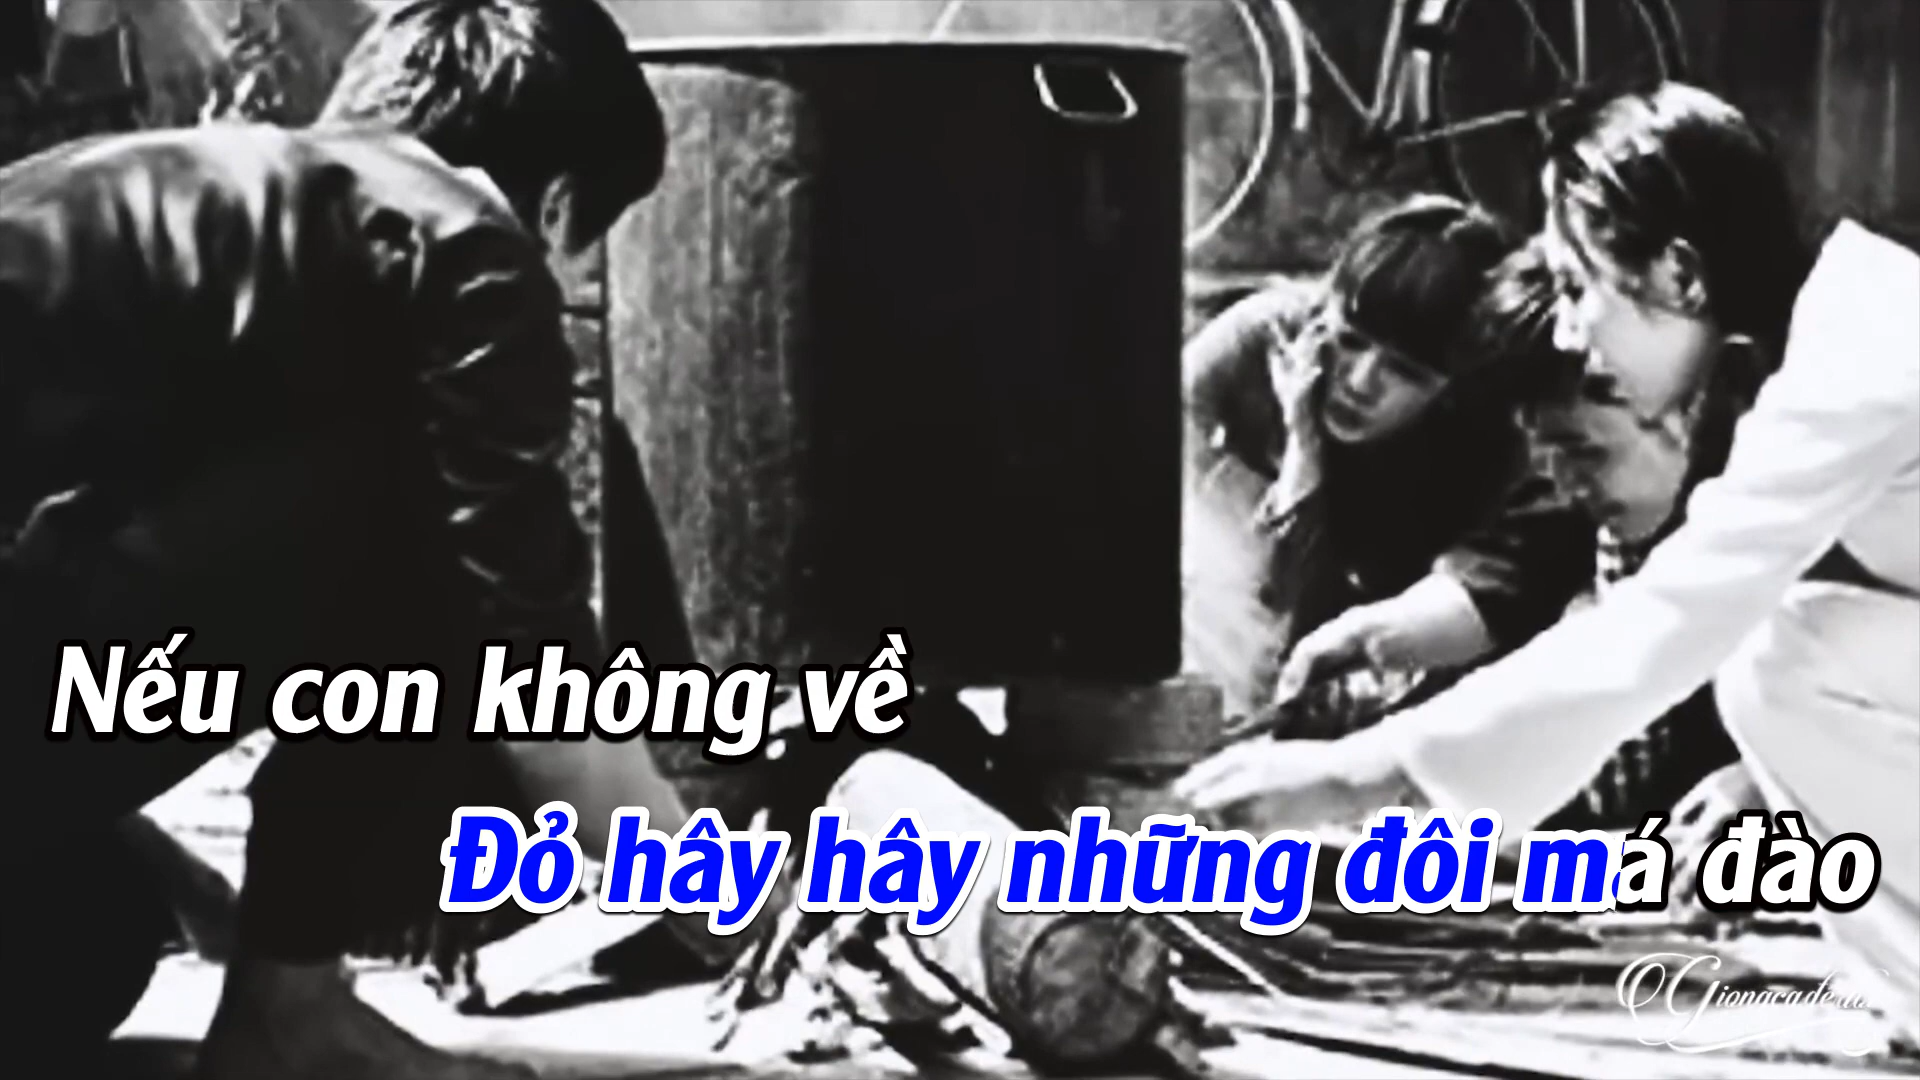 Nếu con không về
Đỏ hây hây những đôi má đào